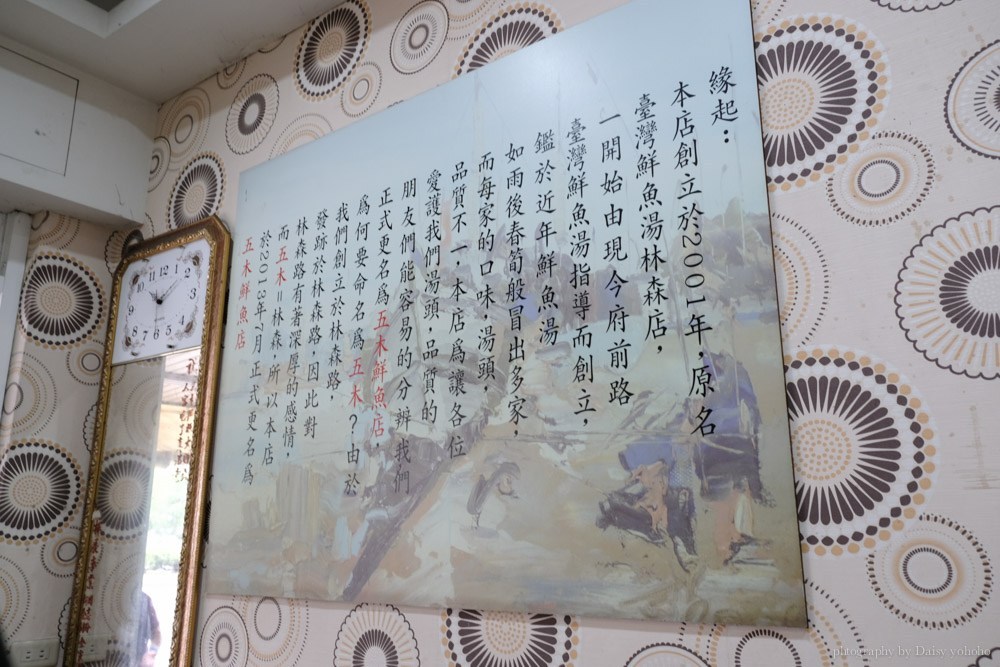 緣起：
本店創立於2001年，原名
臺灣鮮魚湯林森店，
一開始由現今府前路
臺灣鮮魚湯指導而創立，
鑑於近年鮮魚湯
如雨後春筍般冒出多家，
而每家的口味，湯頭，
品質不一，本店爲讓各位
愛護我們湯頭，品質的
朋友們能容易的分辨我們
正式更名爲五木鮮魚店，
爲何要命名爲五木？由於
我們創立於林森路，
發跡於林森路，因此對
林森路有著深厚的感情，
而五木＝林森，所以本店
於2013年7月正式更名爲
五木鮮魚店
photography by Daisy yohoho